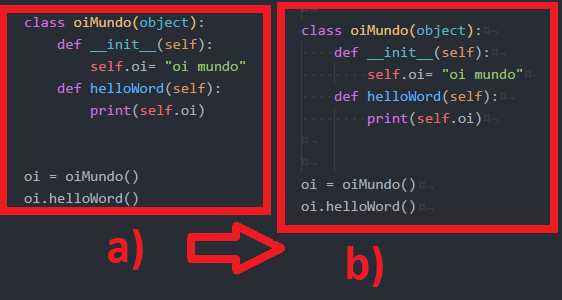 class oiMundo(object):
    def __init__(self):
        self.oi= "oi mundo"
    def helloWord(self):
        print(self.oi)
oi = oiMundo()
oi.helloWord()
a)
¤¬
class oiMundo(object):¤¬
····def __init__(self):¤¬
········self.oi= "oi mundo"¤¬
····def helloWord(self):¤¬
········print(self.oi)¤¬
¤¬
¤¬
oi = oiMundo()¤¬
oi.helloWord()¤¬
b)